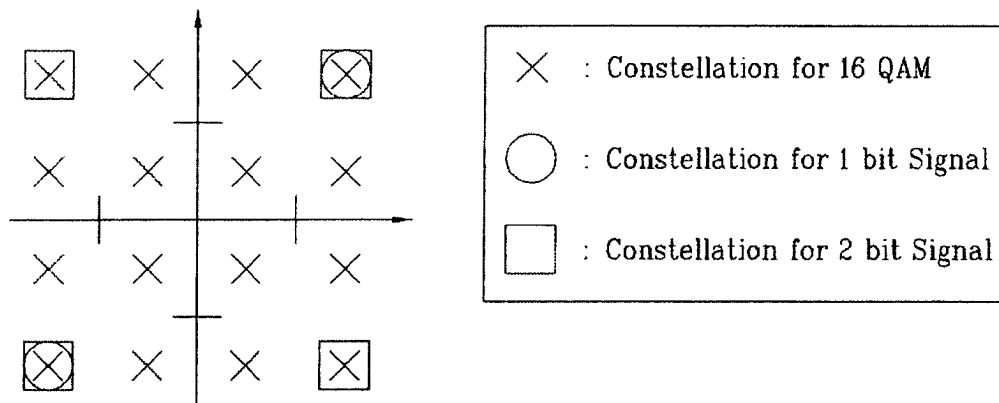 : Constellation for 16 QAM
: Constellation for 1 bit Signal
: Constellation for 2 bit Signal